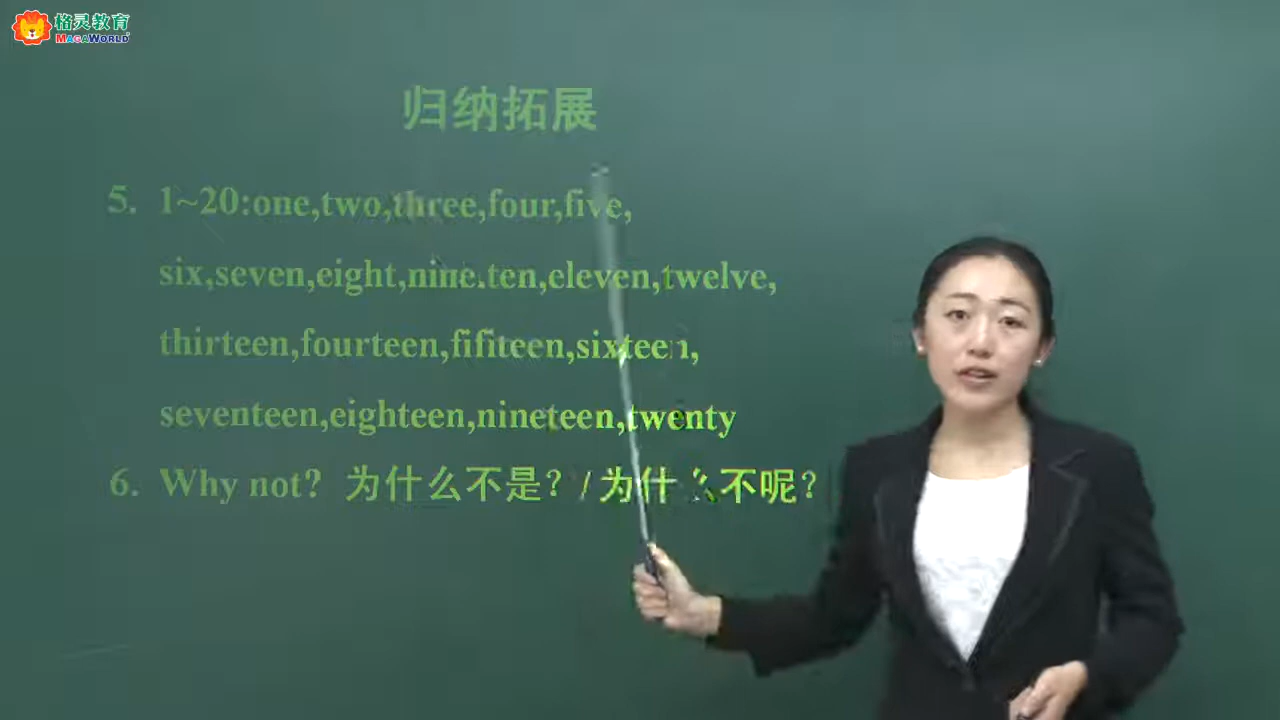 格灵教育
MAGAWORLD
归纳拓展
5. 1~20:one,two,three,four,five,
six,seven,eight,nine.ten,eleven,twelve,
thirteen,fourteen,fifiteen,sixteen,
seventeen,eighteen,nineteen,twenty
6. Why not? 为什么不是?/为什么不呢?